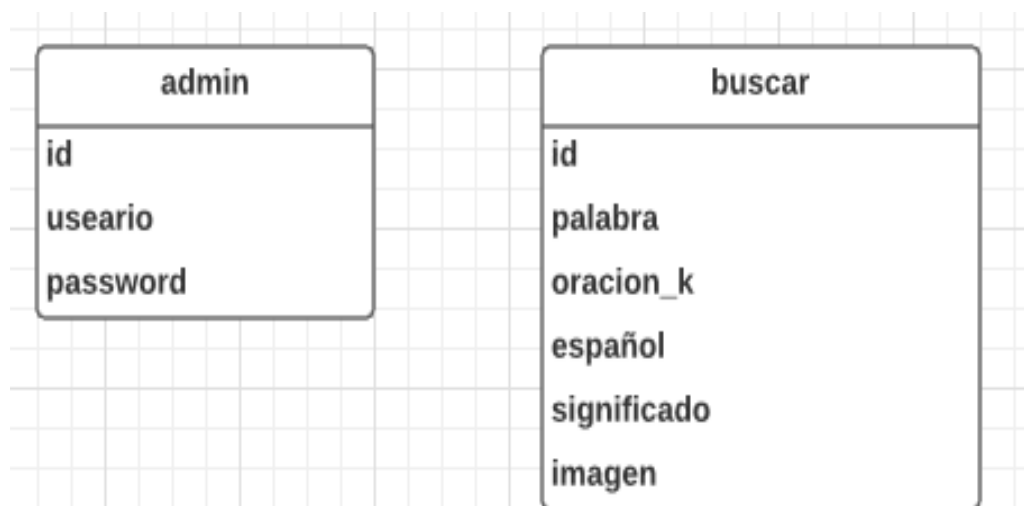 admin
id
useario
password
buscar
id
palabra
oracion_k
español
significado
imagen